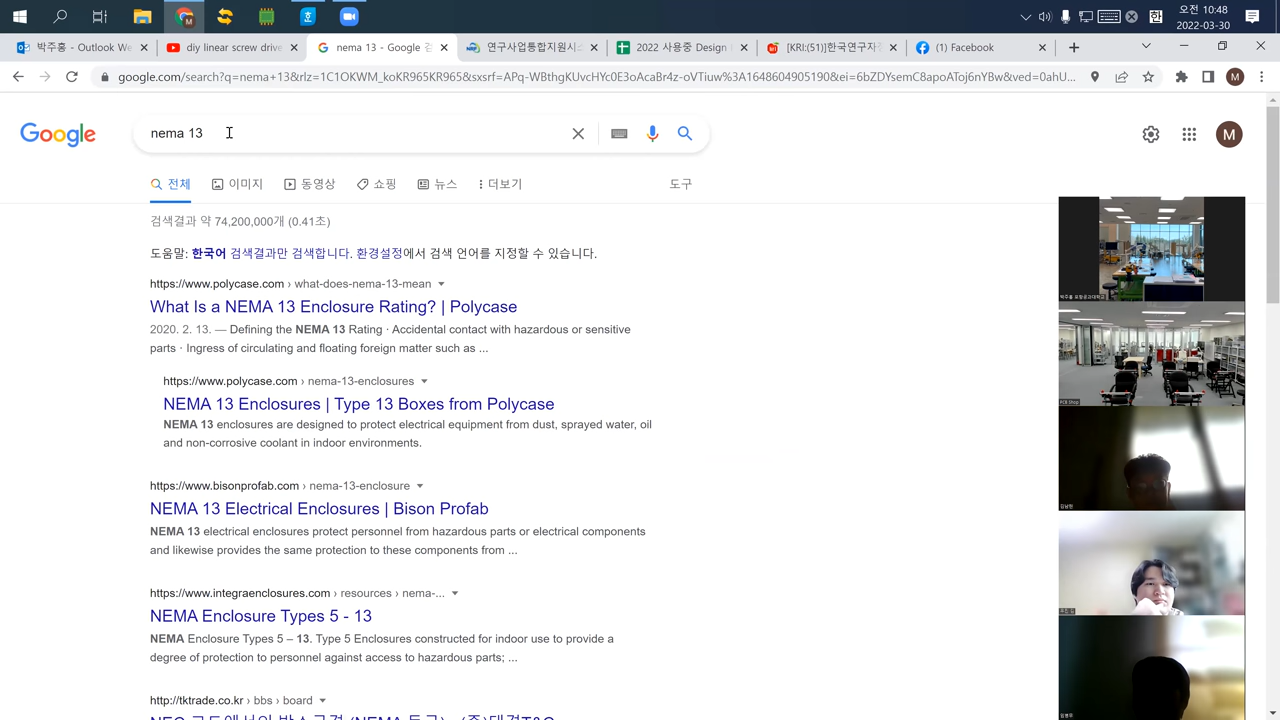 오전 10:48
2022-03-30
박주홍 - Outlook We
diy linear screw drive
nema 13 - Google 검
연구사업통합지원시스
2022 사용중 Design
[KRI:(51)]한국연구자
(1) Facebook
google.com/search?q=nema+13&rlz=1C1OKWM_koKR965KR965&sxsrf=APq-WBthgKUvcHYc0E3oAcaBr4z-oVTiuw%3A1648604905190&ei=6bZDYsemC8apoAToj6nYBw&ved=0ahU...
M
Google
nema 13
M
전체
이미지
동영상
쇼핑
뉴스
더보기
도구
검색결과 약 74,200,000개 (0.41초)
도움말: 한국어 검색결과만 검색합니다. 환경설정에서 검색 언어를 지정할 수 있습니다.
https://www.polycase.com › what-does-nema-13-mean
What Is a NEMA 13 Enclosure Rating? | Polycase
2020. 2. 13. — Defining the NEMA 13 Rating · Accidental contact with hazardous or sensitive
parts · Ingress of circulating and floating foreign matter such as ...
https://www.polycase.com › nema-13-enclosures
NEMA 13 Enclosures | Type 13 Boxes from Polycase
NEMA 13 enclosures are designed to protect electrical equipment from dust, sprayed water, oil
and non-corrosive coolant in indoor environments.
https://www.bisonprofab.com › nema-13-enclosure
NEMA 13 Electrical Enclosures | Bison Profab
NEMA 13 electrical enclosures protect personnel from hazardous parts or electrical components
and likewise provides the same protection to these components from ...
https://www.integraenclosures.com › resources › nema-...
NEMA Enclosure Types 5 - 13
NEMA Enclosure Types 5 – 13. Type 5 Enclosures constructed for indoor use to provide a
degree of protection to personnel against access to hazardous parts; ...
http://tktrade.co.kr › bbs › board
박주홍 포항공과대학교
PCB Shop